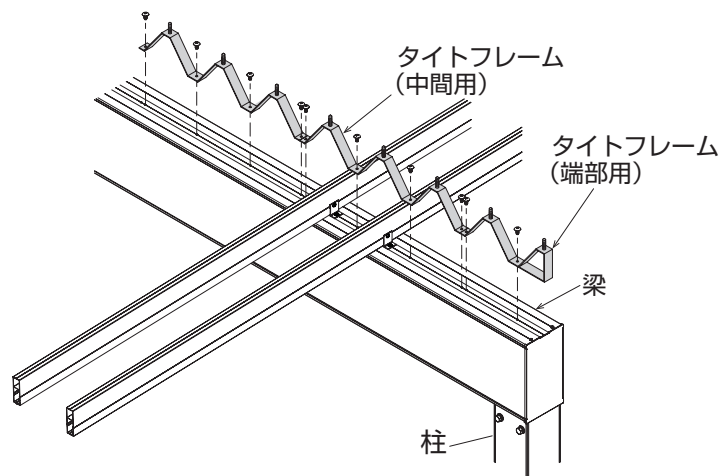 タイトフレーム
（中間用）
タイトフレーム
（端部用）
梁
柱